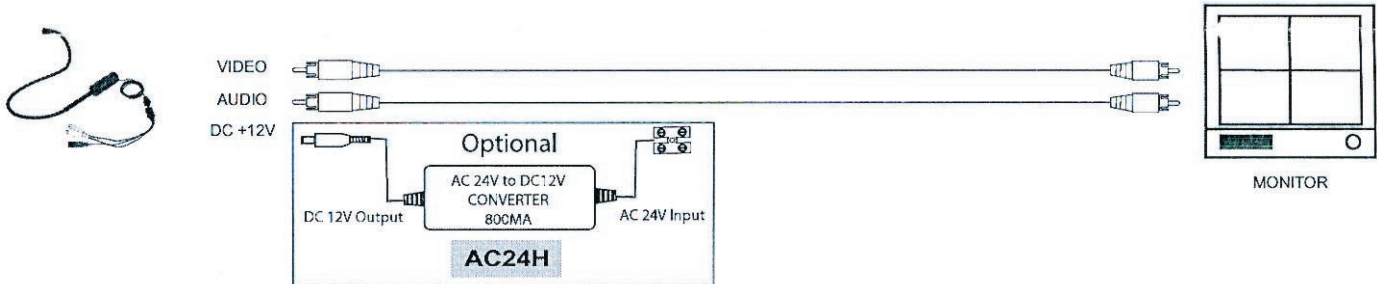 VIDEO
AUDIO
DC +12V
Optional
AC 24V to DC12V
CONVERTER
800MA
DC 12V Output
AC 24V Input
AC24H
MONITOR